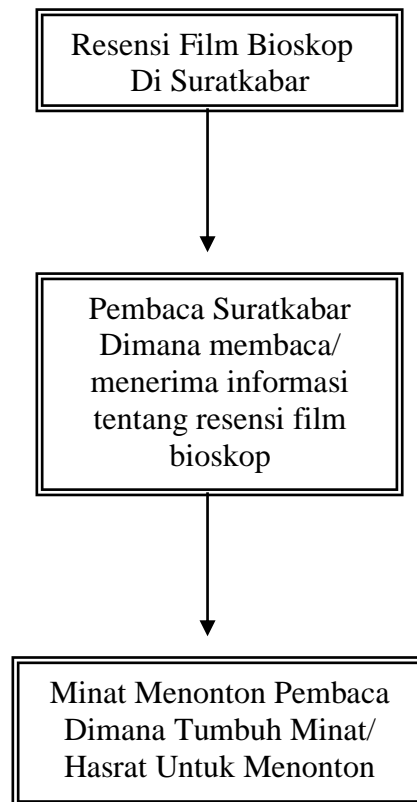 Resensi Film Bioskop
Di Suratkabar
Pembaca Suratkabar
Dimana membaca/
menerima informasi
tentang resensi film
bioskop
Minat Menonton Pembaca
Dimana Tumbuh Minat/
Hasrat Untuk Menonton